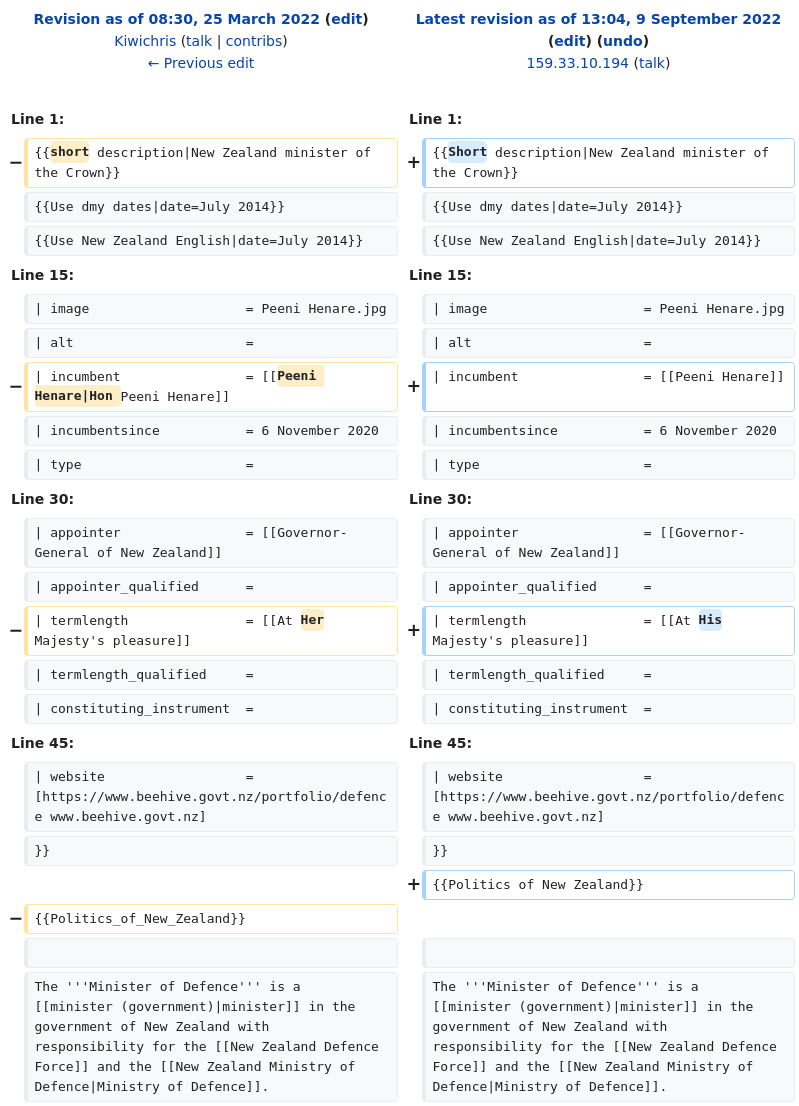 Revision as of 08:30, 25 March 2022 (edit)
Kiwichris (talk | contribs)
← Previous edit
Latest revision as of 13:04, 9 September 2022
(edit) (undo)
159.33.10.194 (talk)
Line 1:
Line 1:
− {{short description|New Zealand minister of
the Crown}}
+ {{Short description|New Zealand minister of
the Crown}}
{{Use dmy dates|date=July 2014}}
{{Use dmy dates|date=July 2014}}
{{Use New Zealand English|date=July 2014}}
{{Use New Zealand English|date=July 2014}}
Line 15:
Line 15:
| image                    = Peeni Henare.jpg
| image                    = Peeni Henare.jpg
| alt                      =
| alt                      =
− | incumbent                = [[Peeni
Henare|Hon Peeni Henare]]
+ | incumbent                = [[Peeni Henare]]
| incumbentsince           = 6 November 2020
| incumbentsince           = 6 November 2020
| type                     =
| type                     =
Line 30:
Line 30:
| appointer                = [[Governor-
General of New Zealand]]
| appointer                = [[Governor-
General of New Zealand]]
| appointer_qualified      =
| appointer_qualified      =
− | termlength               = [[At Her
Majesty's pleasure]]
+ | termlength               = [[At His
Majesty's pleasure]]
| termlength_qualified     =
| termlength_qualified     =
| constituting_instrument  =
| constituting_instrument  =
Line 45:
Line 45:
| website                  =
[https://www.beehive.govt.nz/portfolio/defenc
e www.beehive.govt.nz]
| website                  =
[https://www.beehive.govt.nz/portfolio/defenc
e www.beehive.govt.nz]
}}
}}
+ {{Politics of New Zealand}}
− {{Politics_of_New_Zealand}}
The '''Minister of Defence''' is a
[[minister (government)|minister]] in the
government of New Zealand with
responsibility for the [[New Zealand Defence
Force]] and the [[New Zealand Ministry of
Defence|Ministry of Defence]].
The '''Minister of Defence''' is a
[[minister (government)|minister]] in the
government of New Zealand with
responsibility for the [[New Zealand Defence
Force]] and the [[New Zealand Ministry of
Defence|Ministry of Defence]].